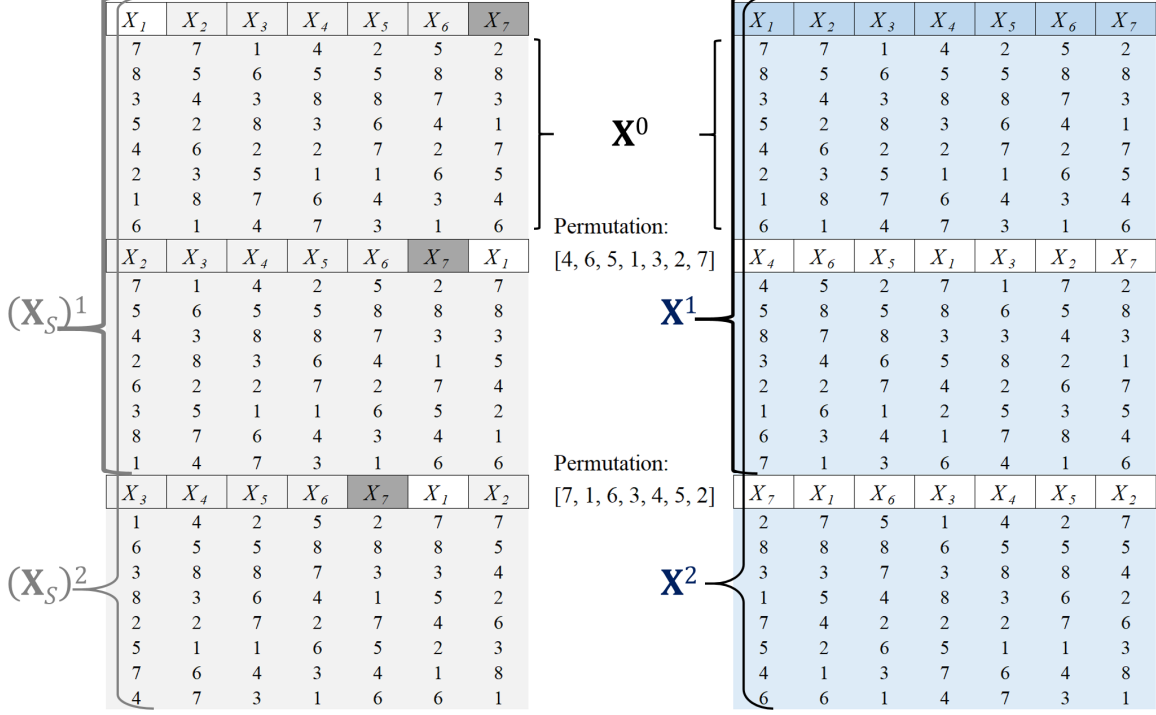 X₁ X₂ X₃ X₄ X₅ X₆ X₇ X₁ X₂ X₃ X₄ X₅ X₆ X₇
7 7 1 4 2 5 2 7 7 1 4 2 5 2
8 5 6 5 5 8 8 8 5 6 5 5 8 8
3 4 3 8 8 7 3 3 4 3 8 8 7 3
5 2 8 3 6 4 1 X⁰ 5 2 8 3 6 4 1
4 6 2 2 7 2 7 4 6 2 2 7 2 7
2 3 5 1 1 6 5 2 3 5 1 1 6 5
1 8 7 6 4 3 4 1 8 7 6 4 3 4
6 1 4 7 3 1 6 Permutation: 6 1 4 7 3 1 6
X₂ X₃ X₄ X₅ X₆ X₇ X₁ [4, 6, 5, 1, 3, 2, 7] X₄ X₆ X₅ X₁ X₃ X₂ X₇
7 1 4 2 5 2 7 4 5 2 7 1 7 2
(X_S)¹ 5 6 5 5 8 8 8 X¹ 5 8 5 8 6 5 8
4 3 8 8 7 3 3 8 7 8 3 3 4 3
2 8 3 6 4 1 5 3 4 6 5 8 2 1
6 2 2 7 2 7 4 2 2 7 4 2 6 7
3 5 1 1 6 5 2 1 6 1 2 5 3 5
8 7 6 4 3 4 1 6 3 4 1 7 8 4
1 4 7 3 1 6 6 Permutation: 7 1 3 6 4 1 6
X₃ X₄ X₅ X₆ X₇ X₁ X₂ [7, 1, 6, 3, 4, 5, 2] X₇ X₁ X₆ X₃ X₄ X₅ X₂
1 4 2 5 2 7 7 2 7 5 1 4 2 7
6 5 5 8 8 8 5 8 8 8 6 5 5 5
(X_S)² 3 8 8 7 3 3 4 X² 3 3 7 3 8 8 4
8 3 6 4 1 5 2 1 5 4 8 3 6 2
2 2 7 2 7 4 6 7 4 2 2 2 7 6
5 1 1 6 5 2 3 5 2 6 5 1 1 3
7 6 4 3 4 1 8 4 1 3 7 6 4 8
4 7 3 1 6 6 1 6 6 1 4 7 3 1